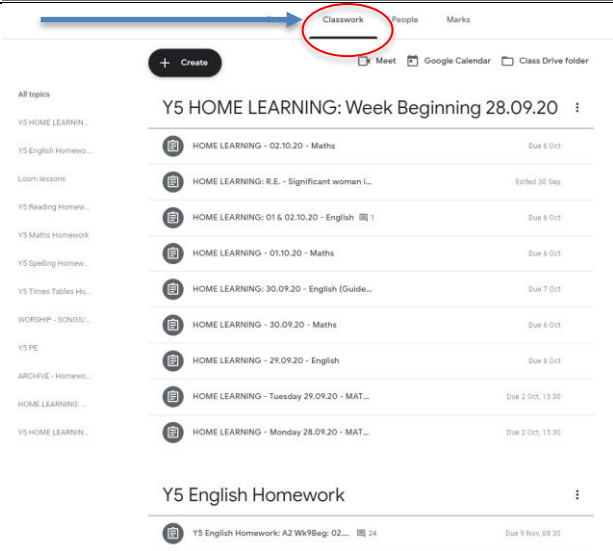 Classwork People Marks
+ Create
Meet Google Calendar Class Drive folder
All topics
Y5 HOME LEARNIN...
Y5 English Homewo...
Loom lessons
Y5 Reading Homew...
Y5 Maths Homework
Y5 Spelling Homew...
Y5 Times Tables Ho...
WORSHIP - SONGS/...
Y5 PE
ARCHIVE - Homewo...
HOME LEARNING: ...
Y5 HOME LEARNIN...
Y5 HOME LEARNING: Week Beginning 28.09.20
HOME LEARNING - 02.10.20 - Maths Due 6 Oct
HOME LEARNING: R.E. - Significant women i... Edited 30 Sep
HOME LEARNING: 01 & 02.10.20 - English 1 Due 6 Oct
HOME LEARNING - 01.10.20 - Maths Due 6 Oct
HOME LEARNING: 30.09.20 - English (Guide... Due 7 Oct
HOME LEARNING - 30.09.20 - Maths Due 6 Oct
HOME LEARNING - 29.09.20 - English Due 6 Oct
HOME LEARNING - Tuesday 29.09.20 - MAT... Due 2 Oct, 15:30
HOME LEARNING - Monday 28.09.20 - MAT... Due 2 Oct, 15:30
Y5 English Homework
Y5 English Homework: A2 Wk9Beg: 02.... 24 Due 9 Nov, 08:30